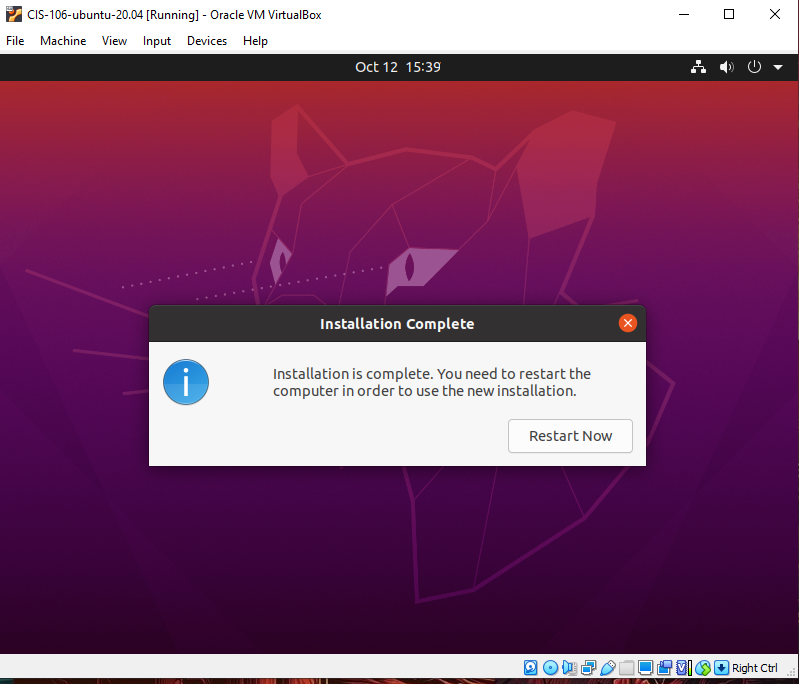 CIS-106-ubuntu-20.04 [Running] - Oracle VM VirtualBox
File Machine View Input Devices Help
Oct 12 15:39
Installation Complete
Installation is complete. You need to restart the
computer in order to use the new installation.
Restart Now
Right Ctrl